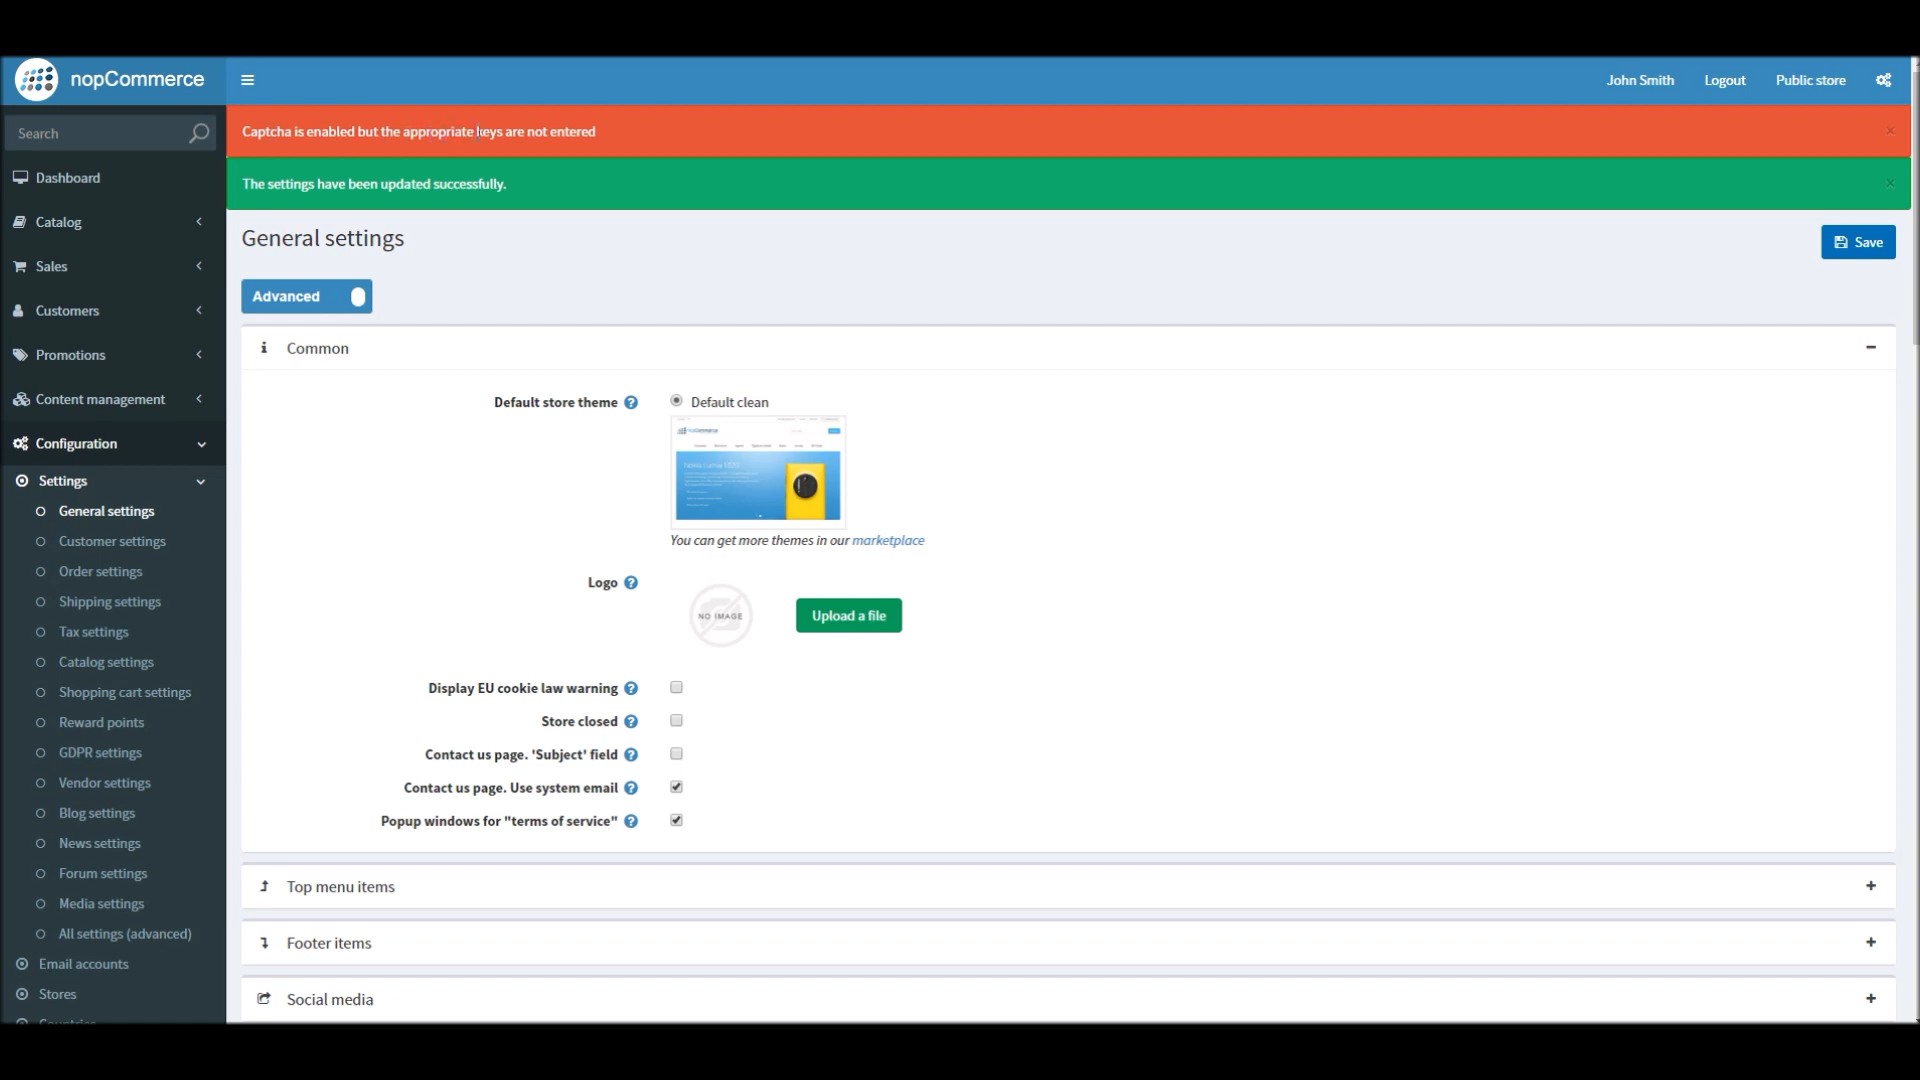 nopCommerce
John Smith
Logout
Public store
Search
Captcha is enabled but the appropriate keys are not entered
The settings have been updated successfully.
Dashboard
Catalog
Sales
Customers
Promotions
Content management
Configuration
Settings
General settings
Customer settings
Order settings
Shipping settings
Tax settings
Catalog settings
Shopping cart settings
Reward points
GDPR settings
Vendor settings
Blog settings
News settings
Forum settings
Media settings
All settings (advanced)
Email accounts
Stores
Countries
General settings
Save
Advanced
Common
Default store theme
Default clean
nopCommerce
You can get more themes in our marketplace
Logo
NO IMAGE
Upload a file
Display EU cookie law warning
Store closed
Contact us page. 'Subject' field
Contact us page. Use system email
Popup windows for "terms of service"
Top menu items
Footer items
Social media